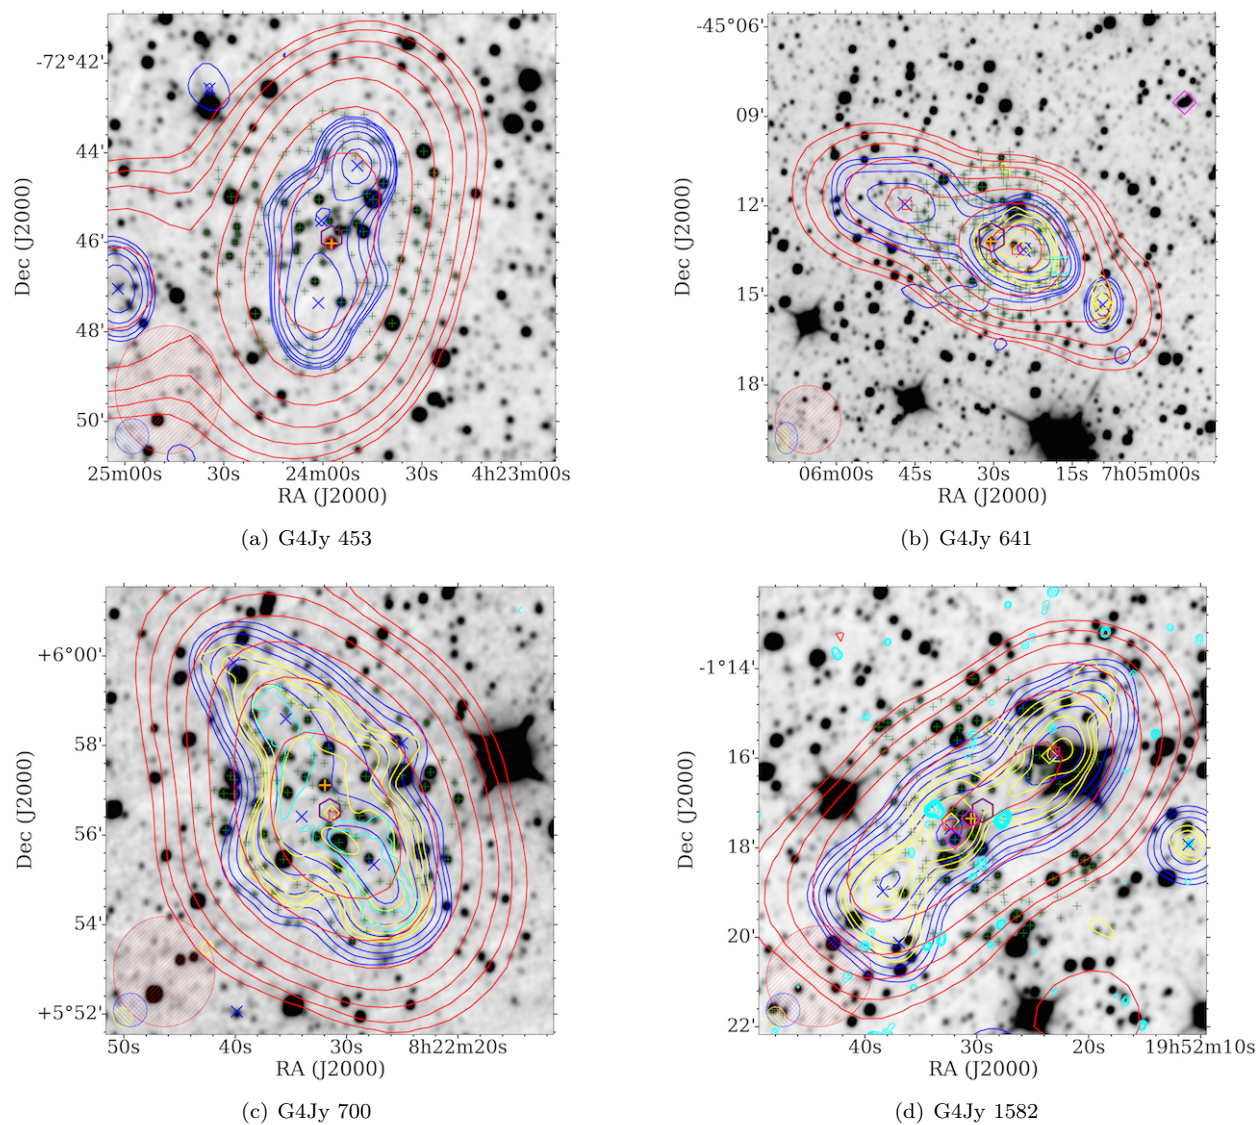 -72°42'
44'
46'
48'
50'
Dec (J2000)
25m00s 30s 24m00s 30s 4h23m00s
RA (J2000)
(a) G4Jy 453
-45°06'
09'
12'
15'
18'
Dec (J2000)
06m00s 45s 30s 15s 7h05m00s
RA (J2000)
(b) G4Jy 641
+6°00'
58'
56'
54'
+5°52'
Dec (J2000)
50s 40s 30s 8h22m20s
RA (J2000)
(c) G4Jy 700
-1°14'
16'
18'
20'
22'
Dec (J2000)
40s 30s 20s 19h52m10s
RA (J2000)
(d) G4Jy 1582